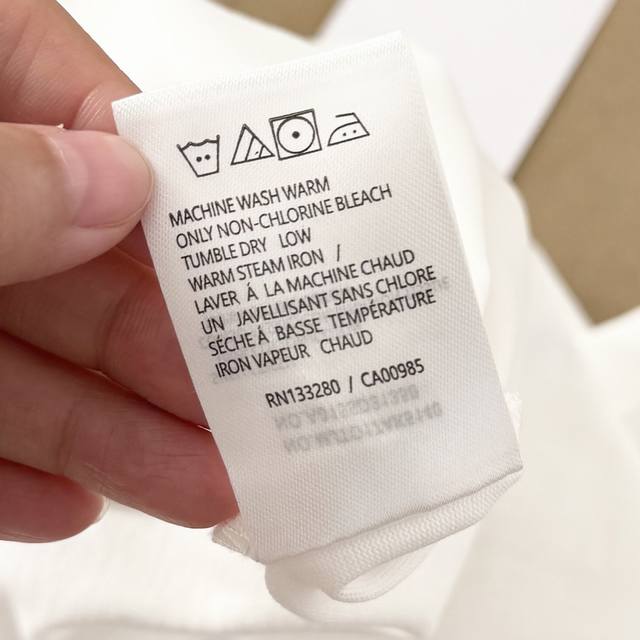 MACHINE WASH WARM
ONLY NON-CHLORINE BLEACH
TUMBLE DRY LOW
WARM STEAM IRON /
LAVER Á LA MACHINE CHAUD
UN JAVELLISANT SANS CHLORE
SÉCHE À BASSE TEMPÉRATURE
IRON VAPEUR CHAUD
RN133280 / CA00985